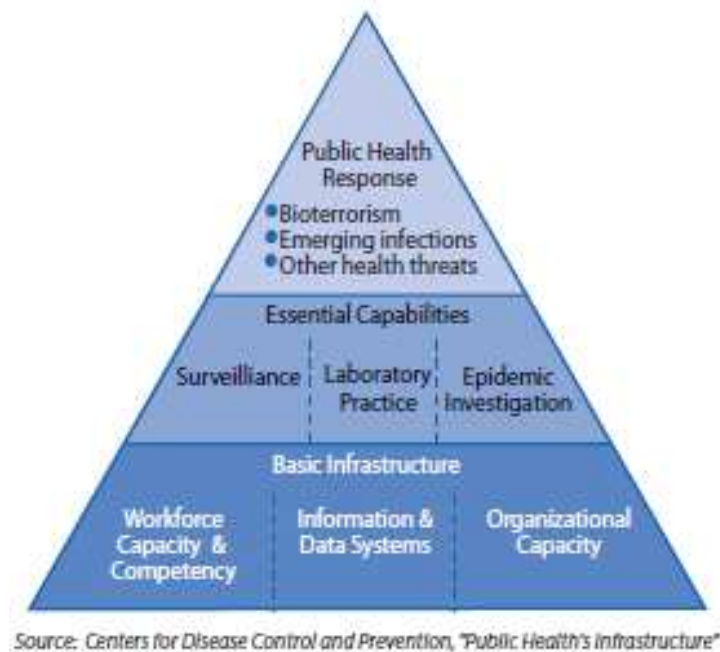 Public Health
Response
•Bioterrorism
•Emerging infections
•Other health threats
Essential Capabilities
Surveilliance
Laboratory
Practice
Epidemic
Investigation
Basic Infrastructure
Workforce
Capacity &
Competency
Information &
Data Systems
Organizational
Capacity
Source: Centers for Disease Control and Prevention, "Public Health's Infrastructure"